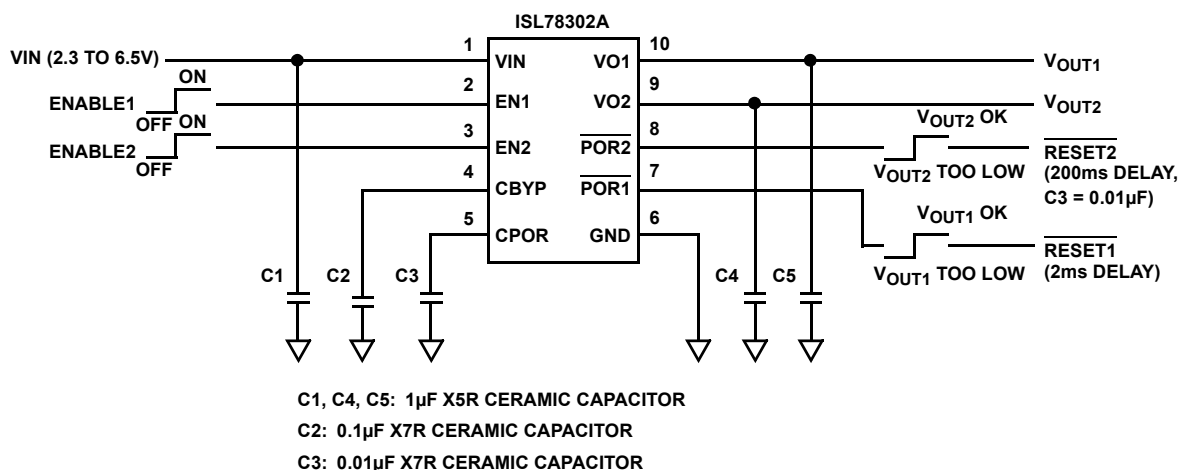 ISL78302A
VIN (2.3 TO 6.5V)
1
VIN
VO1
10
VOUT1
ON
ENABLE1
OFF
2
EN1
VO2
9
VOUT2
ON
ENABLE2
OFF
3
EN2
POR2
8
VOUT2 OK
VOUT2 TOO LOW
RESET2
(200ms DELAY,
C3 = 0.01µF)
4
CBYP
POR1
7
5
CPOR
GND
6
VOUT1 OK
VOUT1 TOO LOW
RESET1
(2ms DELAY)
C1
C2
C3
C4
C5
C1, C4, C5: 1µF X5R CERAMIC CAPACITOR
C2: 0.1µF X7R CERAMIC CAPACITOR
C3: 0.01µF X7R CERAMIC CAPACITOR